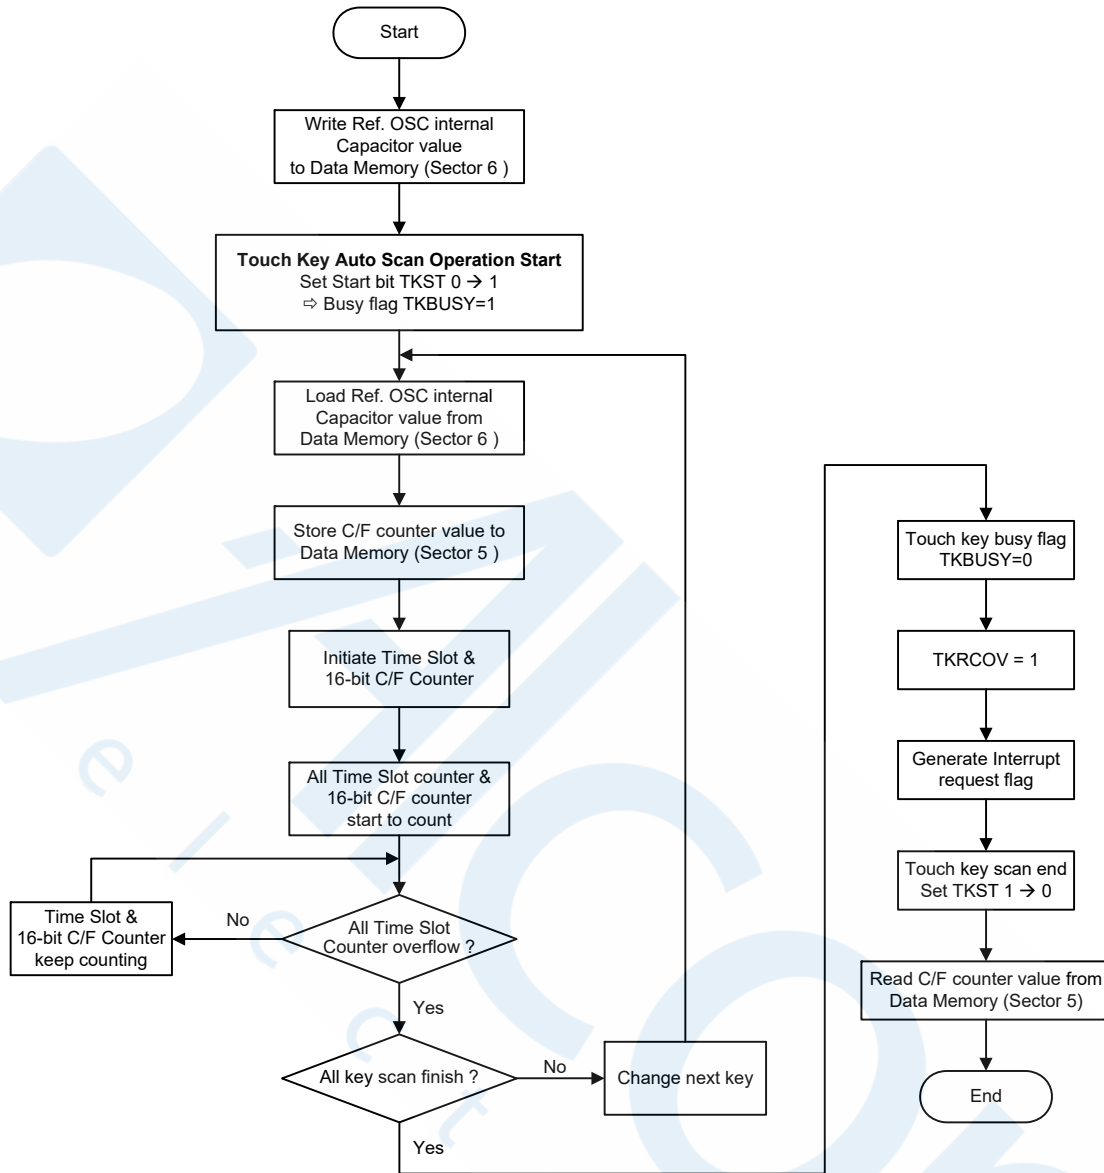 Start
Write Ref. OSC internal
Capacitor value
to Data Memory (Sector 6 )
Touch Key Auto Scan Operation Start
Set Start bit TKST 0 → 1
⇨ Busy flag TKBUSY=1
Load Ref. OSC internal
Capacitor value from
Data Memory (Sector 6 )
Store C/F counter value to
Data Memory (Sector 5 )
Initiate Time Slot &
16-bit C/F Counter
All Time Slot counter &
16-bit C/F counter
start to count
All Time Slot
Counter overflow ?
No
Time Slot &
16-bit C/F Counter
keep counting
Yes
All key scan finish ?
No
Change next key
Yes
Touch key busy flag
TKBUSY=0
TKRCOV = 1
Generate Interrupt
request flag
Touch key scan end
Set TKST 1 → 0
Read C/F counter value from
Data Memory (Sector 5)
End